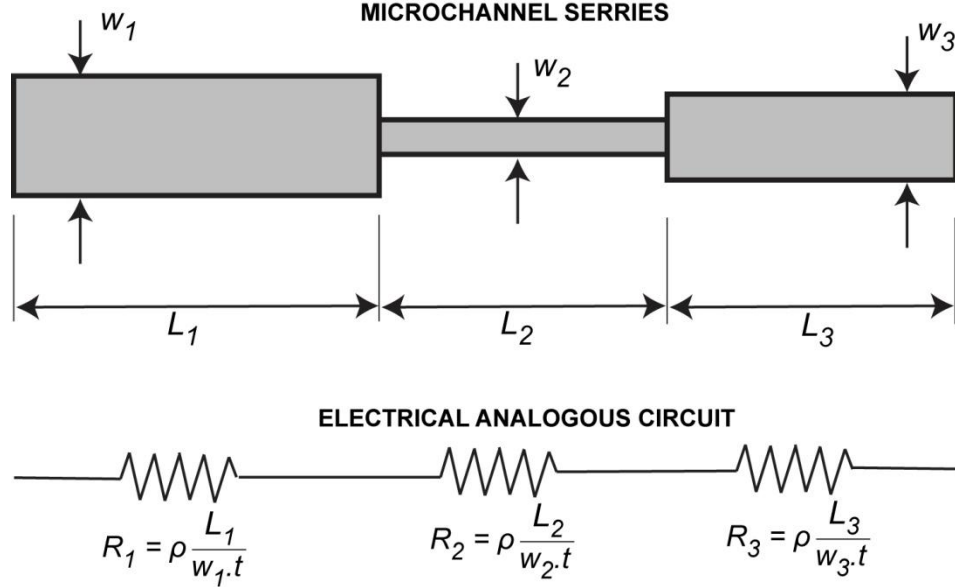 MICROCHANNEL SERRIES
w₁
w₂
w₃
L₁
L₂
L₃
ELECTRICAL ANALOGOUS CIRCUIT
R₁ = ρ L₁/w₁.t
R₂ = ρ L₂/w₂.t
R₃ = ρ L₃/w₃.t